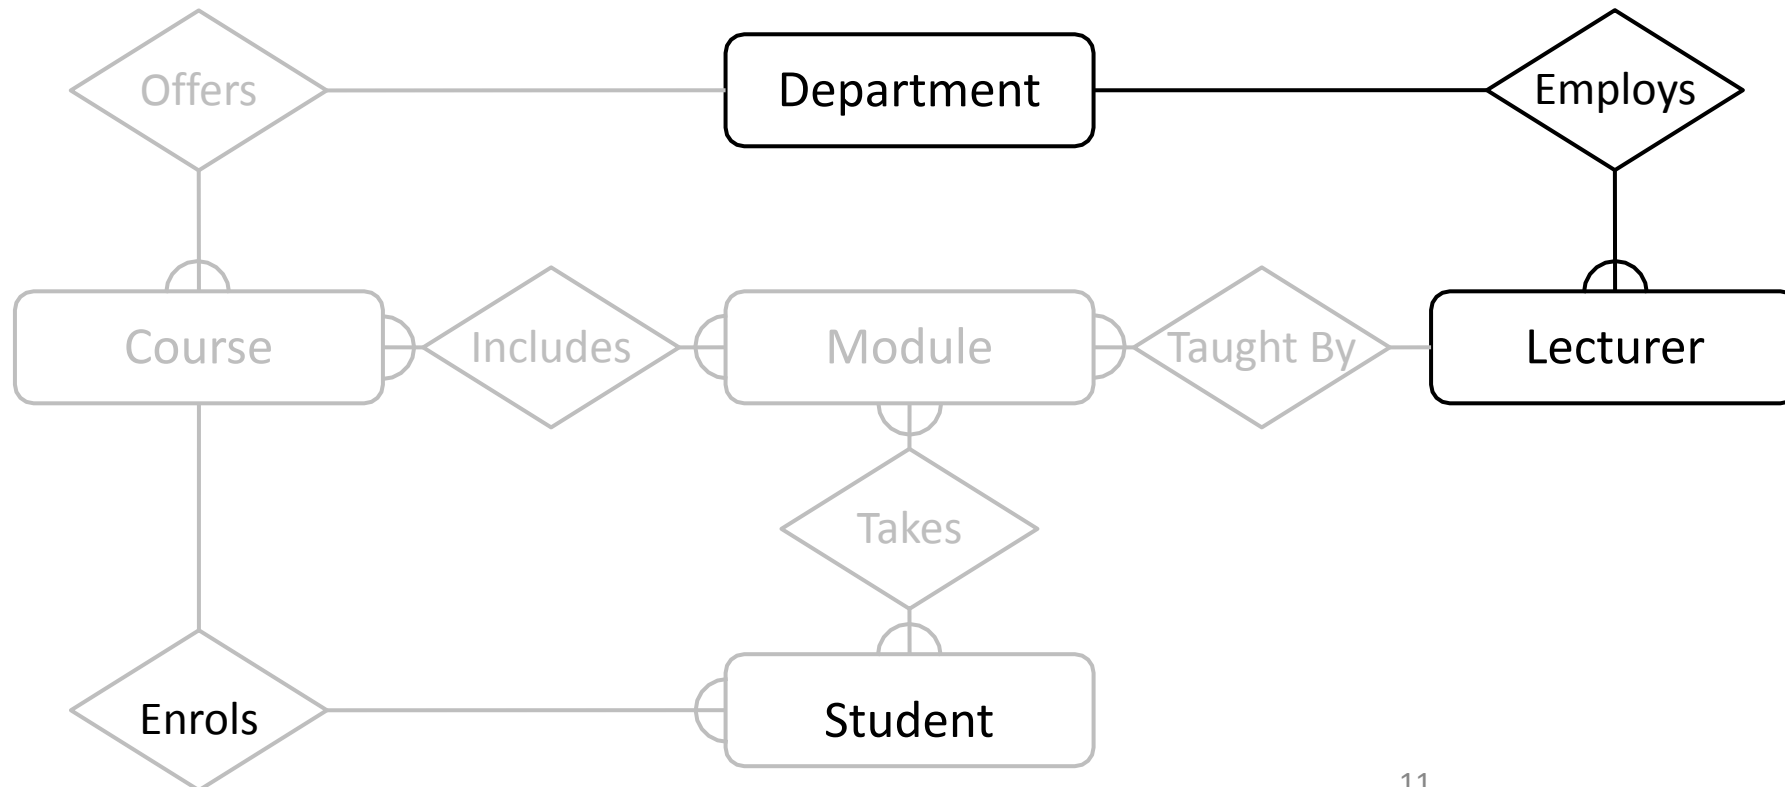 Offers
Department
Employs
Course
Includes
Module
Taught By
Lecturer
Takes
Enrols
Student
11